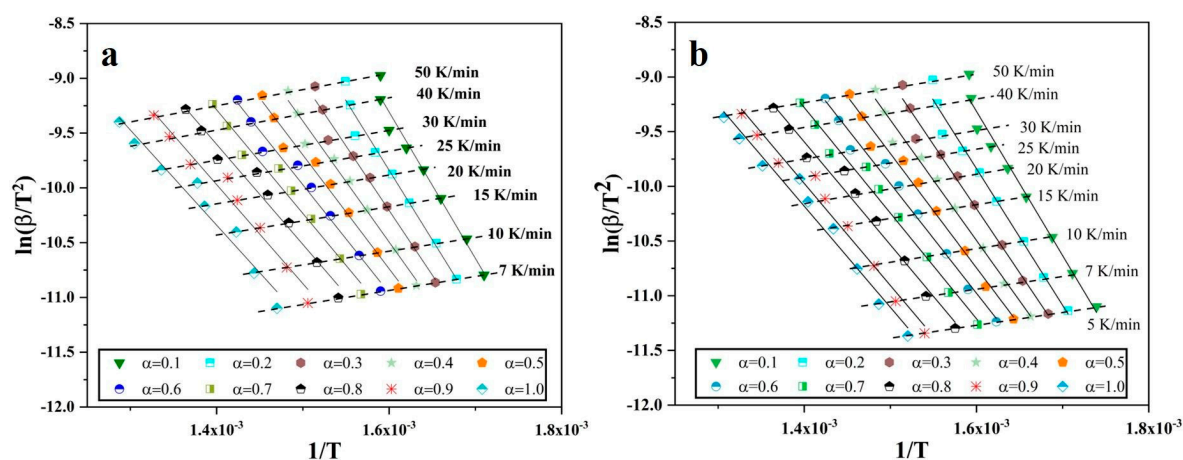 a
-8.5
-9.0
-9.5
-10.0
-10.5
-11.0
-11.5
-12.0
ln(β/T²)
50 K/min
40 K/min
30 K/min
25 K/min
20 K/min
15 K/min
10 K/min
7 K/min
α=0.1 α=0.2 α=0.3 α=0.4 α=0.5
α=0.6 α=0.7 α=0.8 α=0.9 α=1.0
1.4x10⁻³ 1.6x10⁻³ 1.8x10⁻³
1/T
b
-8.5
-9.0
-9.5
-10.0
-10.5
-11.0
-11.5
-12.0
ln(β/T²)
50 K/min
40 K/min
30 K/min
25 K/min
20 K/min
15 K/min
10 K/min
7 K/min
5 K/min
α=0.1 α=0.2 α=0.3 α=0.4 α=0.5
α=0.6 α=0.7 α=0.8 α=0.9 α=1.0
1.4x10⁻³ 1.6x10⁻³ 1.8x10⁻³
1/T